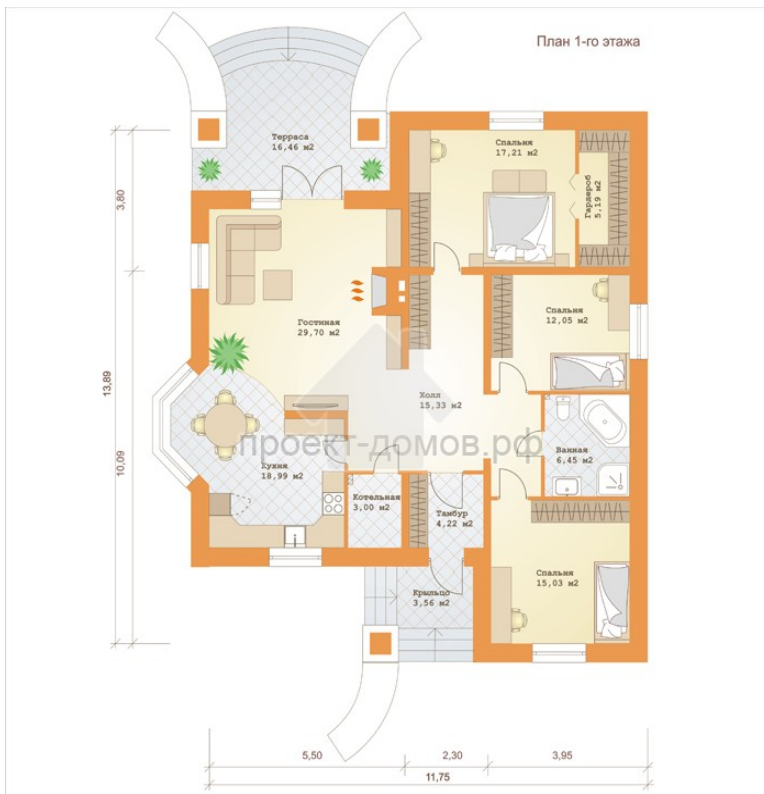 План 1-го этажа
Терраса
16,46 м2
Спальня
17,21 м2
Гардероб
5,19 м2
3,80
Гостиная
29,70 м2
Спальня
12,05 м2
13,89
Холл
15,33 м2
проект-домов.рф
10,09
Кухня
18,99 м2
Ванная
6,45 м2
Котельная
3,00 м2
Тамбур
4,22 м2
Спальня
15,03 м2
Крыльцо
3,56 м2
5,50
2,30
3,95
11,75